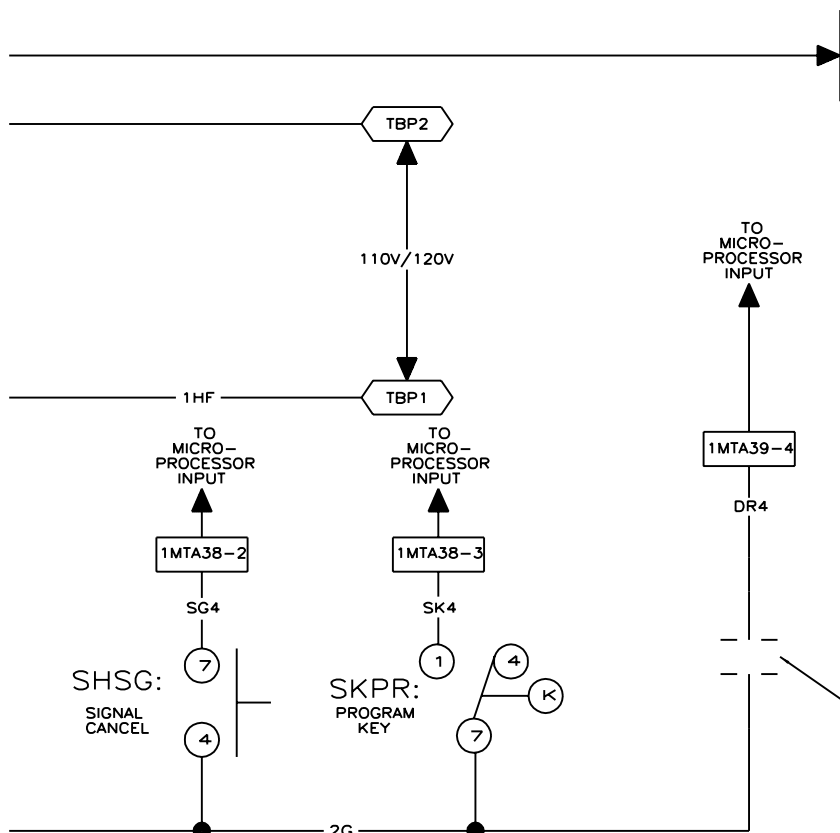 TBP2
110V/120V
TO
MICRO-
PROCESSOR
INPUT
1HF
TBP1
TO
MICRO-
PROCESSOR
INPUT
TO
MICRO-
PROCESSOR
INPUT
1MTA39-4
DR4
1MTA38-2
1MTA38-3
SG4
SK4
7
1
4
SHSG:
SIGNAL
CANCEL
SKPR:
PROGRAM
KEY
K
4
7
2G